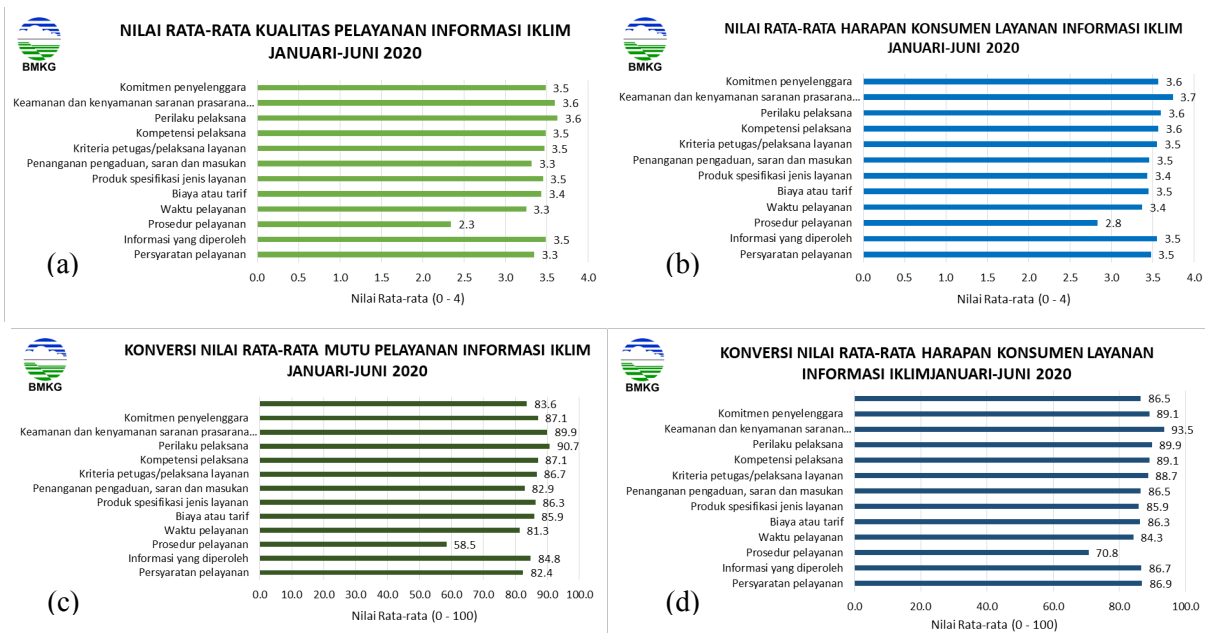 BMKG
NILAI RATA-RATA KUALITAS PELAYANAN INFORMASI IKLIM
JANUARI-JUNI 2020
Komitmen penyelenggara 3.5
Keamanan dan kenyamanan saranan prasarana... 3.6
Perilaku pelaksana 3.6
Kompetensi pelaksana 3.5
Kriteria petugas/pelaksana layanan 3.5
Penanganan pengaduan, saran dan masukan 3.3
Produk spesifikasi jenis layanan 3.5
Biaya atau tarif 3.4
Waktu pelayanan 3.3
Prosedur pelayanan 2.3
Informasi yang diperoleh 3.5
Persyaratan pelayanan 3.3
0.0 0.5 1.0 1.5 2.0 2.5 3.0 3.5 4.0
Nilai Rata-rata (0 - 4)
(a)
BMKG
NILAI RATA-RATA HARAPAN KONSUMEN LAYANAN INFORMASI IKLIM
JANUARI-JUNI 2020
Komitmen penyelenggara 3.6
Keamanan dan kenyamanan saranan prasarana... 3.7
Perilaku pelaksana 3.6
Kompetensi pelaksana 3.6
Kriteria petugas/pelaksana layanan 3.5
Penanganan pengaduan, saran dan masukan 3.5
Produk spesifikasi jenis layanan 3.4
Biaya atau tarif 3.5
Waktu pelayanan 3.4
Prosedur pelayanan 2.8
Informasi yang diperoleh 3.5
Persyaratan pelayanan 3.5
0.0 0.5 1.0 1.5 2.0 2.5 3.0 3.5 4.0
Nilai Rata-rata (0 - 4)
(b)
BMKG
KONVERSI NILAI RATA-RATA MUTU PELAYANAN INFORMASI IKLIM
JANUARI-JUNI 2020
83.6
Komitmen penyelenggara 87.1
Keamanan dan kenyamanan saranan prasarana... 89.9
Perilaku pelaksana 90.7
Kompetensi pelaksana 87.1
Kriteria petugas/pelaksana layanan 86.7
Penanganan pengaduan, saran dan masukan 82.9
Produk spesifikasi jenis layanan 86.3
Biaya atau tarif 85.9
Waktu pelayanan 81.3
Prosedur pelayanan 58.5
Informasi yang diperoleh 84.8
Persyaratan pelayanan 82.4
0.0 10.0 20.0 30.0 40.0 50.0 60.0 70.0 80.0 90.0 100.0
Nilai Rata-rata (0 - 100)
(c)
BMKG
KONVERSI NILAI RATA-RATA HARAPAN KONSUMEN LAYANAN
INFORMASI IKLIMJANUARI-JUNI 2020
86.5
Komitmen penyelenggara 89.1
Keamanan dan kenyamanan saranan... 93.5
Perilaku pelaksana 89.9
Kompetensi pelaksana 89.1
Kriteria petugas/pelaksana layanan 88.7
Penanganan pengaduan, saran dan masukan 86.5
Produk spesifikasi jenis layanan 85.9
Biaya atau tarif 86.3
Waktu pelayanan 84.3
Prosedur pelayanan 70.8
Informasi yang diperoleh 86.7
Persyaratan pelayanan 86.9
0.0 20.0 40.0 60.0 80.0 100.0
Nilai Rata-rata (0 - 100)
(d)